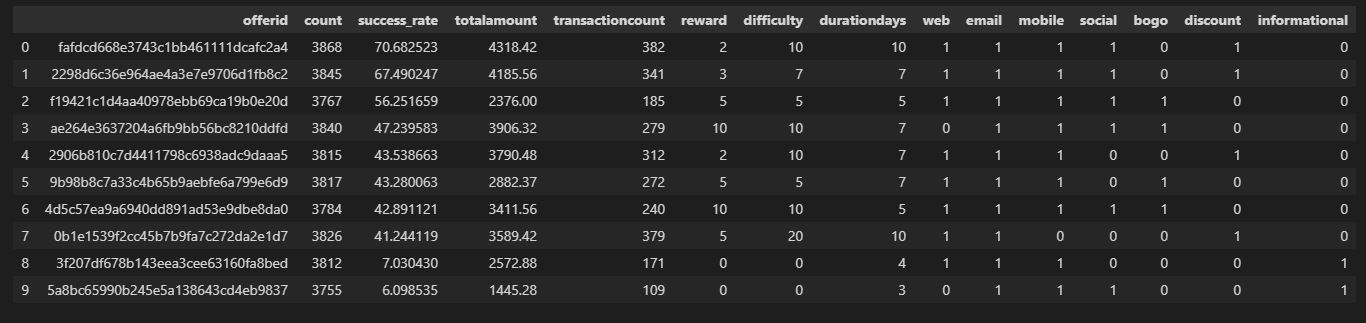 offerid count success_rate totalamount transactioncount reward difficulty durationdays web email mobile social bogo discount informational
0 fafdcd668e3743c1bb461111dcafc2a4 3868 70.682523 4318.42 382 2 10 10 1 1 1 1 0 1 0
1 2298d6c36e964ae4a3e7e9706d1fb8c2 3845 67.490247 4185.56 341 3 7 7 1 1 1 1 0 1 0
2 f19421c1d4aa40978ebb69ca19b0e20d 3767 56.251659 2376.00 185 5 5 5 1 1 1 1 1 0 0
3 ae264e3637204a6fb9bb56bc8210ddfd 3840 47.239583 3906.32 279 10 10 7 0 1 1 1 1 0 0
4 2906b810c7d4411798c6938adc9daaa5 3815 43.538663 3790.48 312 2 10 7 1 1 1 0 0 1 0
5 9b98b8c7a33c4b65b9aebfe6a799e6d9 3817 43.280063 2882.37 272 5 5 7 1 1 1 0 1 0 0
6 4d5c57ea9a6940dd891ad53e9dbe8da0 3784 42.891121 3411.56 240 10 10 5 1 1 1 1 1 0 0
7 0b1e1539f2cc45b7b9fa7c272da2e1d7 3826 41.244119 3589.42 379 5 20 10 1 1 0 0 0 1 0
8 3f207df678b143eea3cee63160fa8bed 3812 7.030430 2572.88 171 0 0 4 1 1 1 0 0 0 1
9 5a8bc65990b245e5a138643cd4eb9837 3755 6.098535 1445.28 109 0 0 3 0 1 1 1 0 0 1